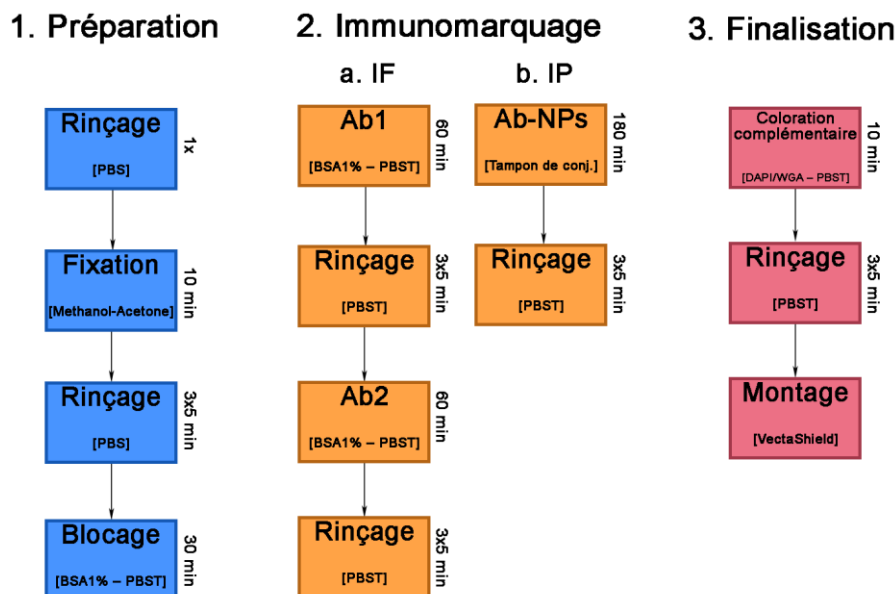 1. Préparation
Rinçage
[PBS]
1x
Fixation
[Methanol-Acetone]
10 min
Rinçage
[PBS]
3x5 min
Blocage
[BSA1% – PBST]
30 min
2. Immunomarquage
a. IF
Ab1
[BSA1% – PBST]
60 min
Rinçage
[PBST]
3x5 min
Ab2
[BSA1% – PBST]
60 min
Rinçage
[PBST]
3x5 min
b. IP
Ab-NPs
[Tampon de conj.]
180 min
Rinçage
[PBST]
3x5 min
3. Finalisation
Coloration
complémentaire
[DAPI/WGA – PBST]
10 min
Rinçage
[PBST]
3x5 min
Montage
[VectaShield]